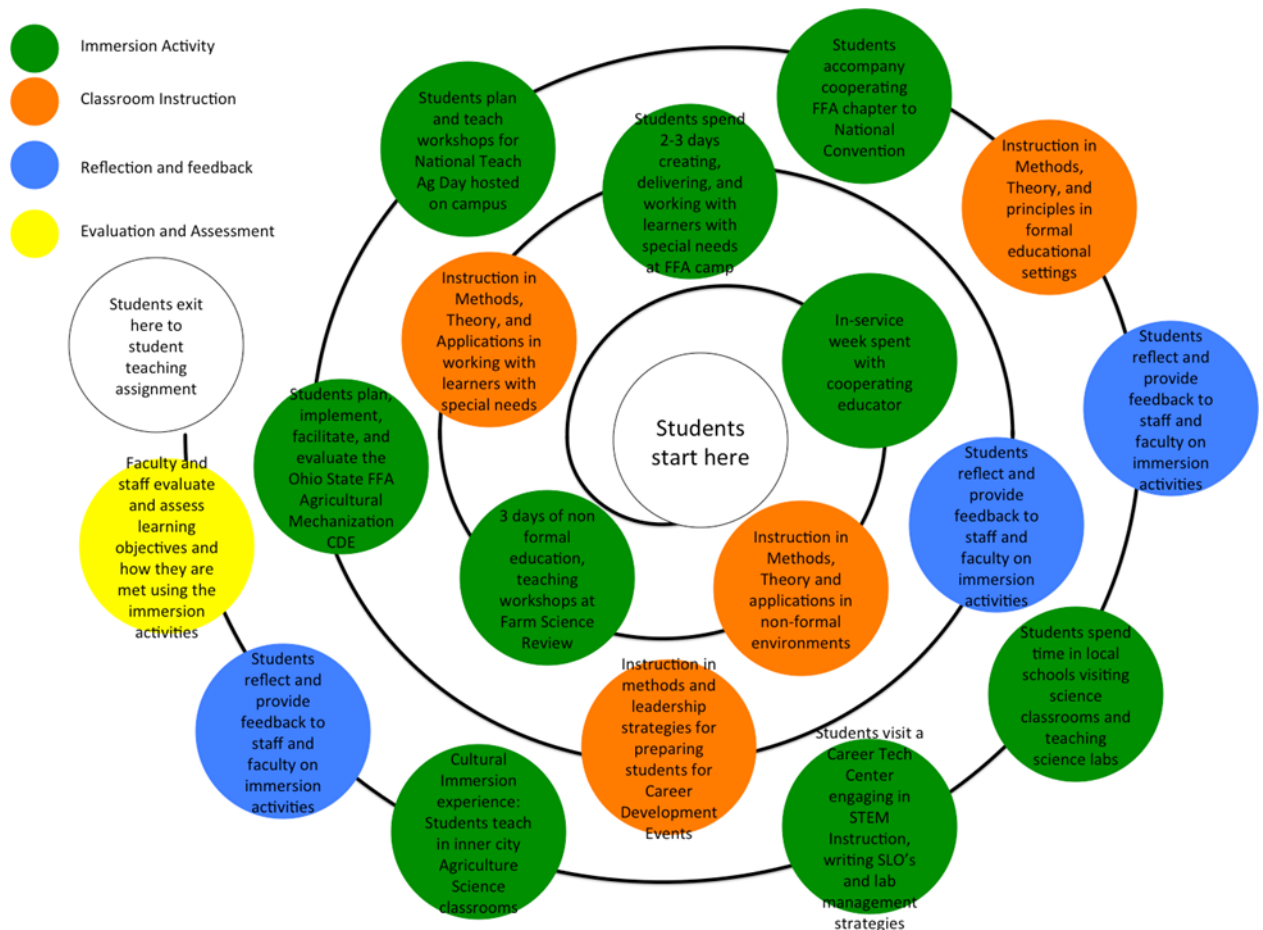 Immersion Activity
Classroom Instruction
Reflection and feedback
Evaluation and Assessment
Students
start here
In-service
week spent
with
cooperating
educator
Instruction in
Methods,
Theory and
applications in
non-formal
environments
3 days of non
formal
education,
teaching
workshops at
Farm Science
Review
Instruction in
Methods,
Theory, and
Applications in
working with
learners with
special needs
Students spend
2-3 days
creating,
delivering, and
working with
learners with
special needs
at FFA camp
Students
reflect and
provide
feedback to
staff and
faculty on
immersion
activities
Instruction in
methods and
leadership
strategies for
preparing
students for
Career
Development
Events
Students plan,
implement,
facilitate, and
evaluate the
Ohio State FFA
Agricultural
Mechanization
CDE
Students plan
and teach
workshops for
National Teach
Ag Day hosted
on campus
Students
accompany
cooperating
FFA chapter to
National
Convention
Instruction in
Methods,
Theory, and
principles in
formal
educational
settings
Students
reflect and
provide
feedback to
staff and
faculty on
immersion
activities
Students spend
time in local
schools visiting
science
classrooms and
teaching
science labs
Students visit a
Career Tech
Center
engaging in
STEM
Instruction,
writing SLO's
and lab
management
strategies
Cultural
Immersion
experience:
Students teach
in inner city
Agriculture
Science
classrooms
Students
reflect and
provide
feedback to
staff and
faculty on
immersion
activities
Faculty and
staff evaluate
and assess
learning
objectives and
how they are
met using the
immersion
activities
Students exit
here to
student
teaching
assignment